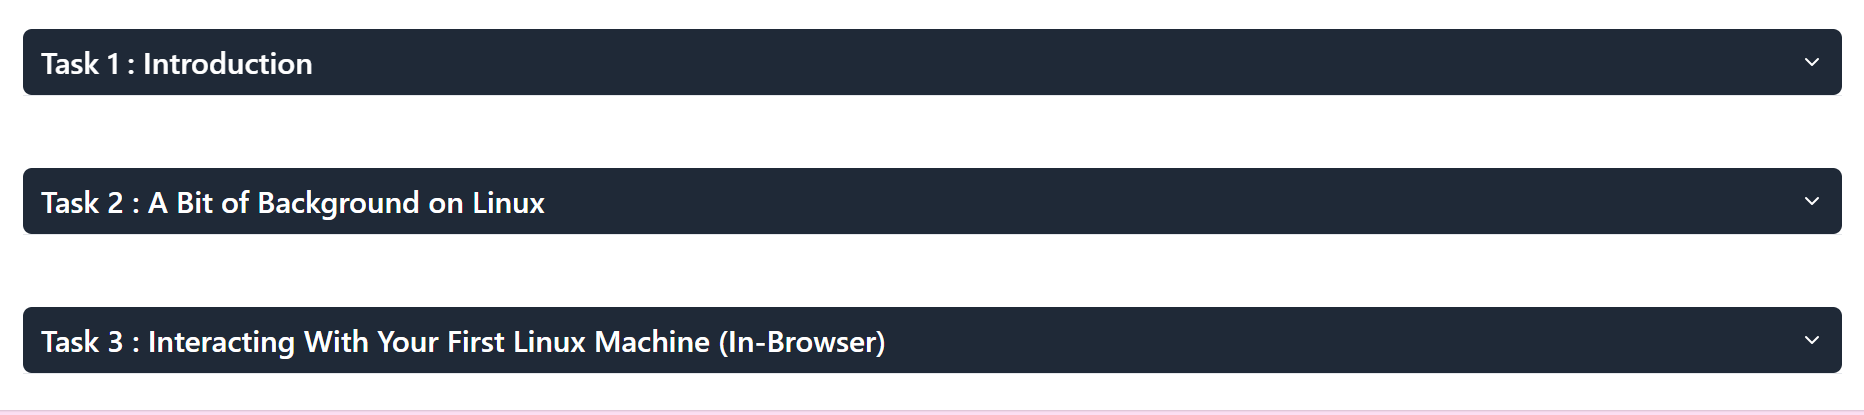 Task 1 : Introduction
Task 2 : A Bit of Background on Linux
Task 3 : Interacting With Your First Linux Machine (In-Browser)